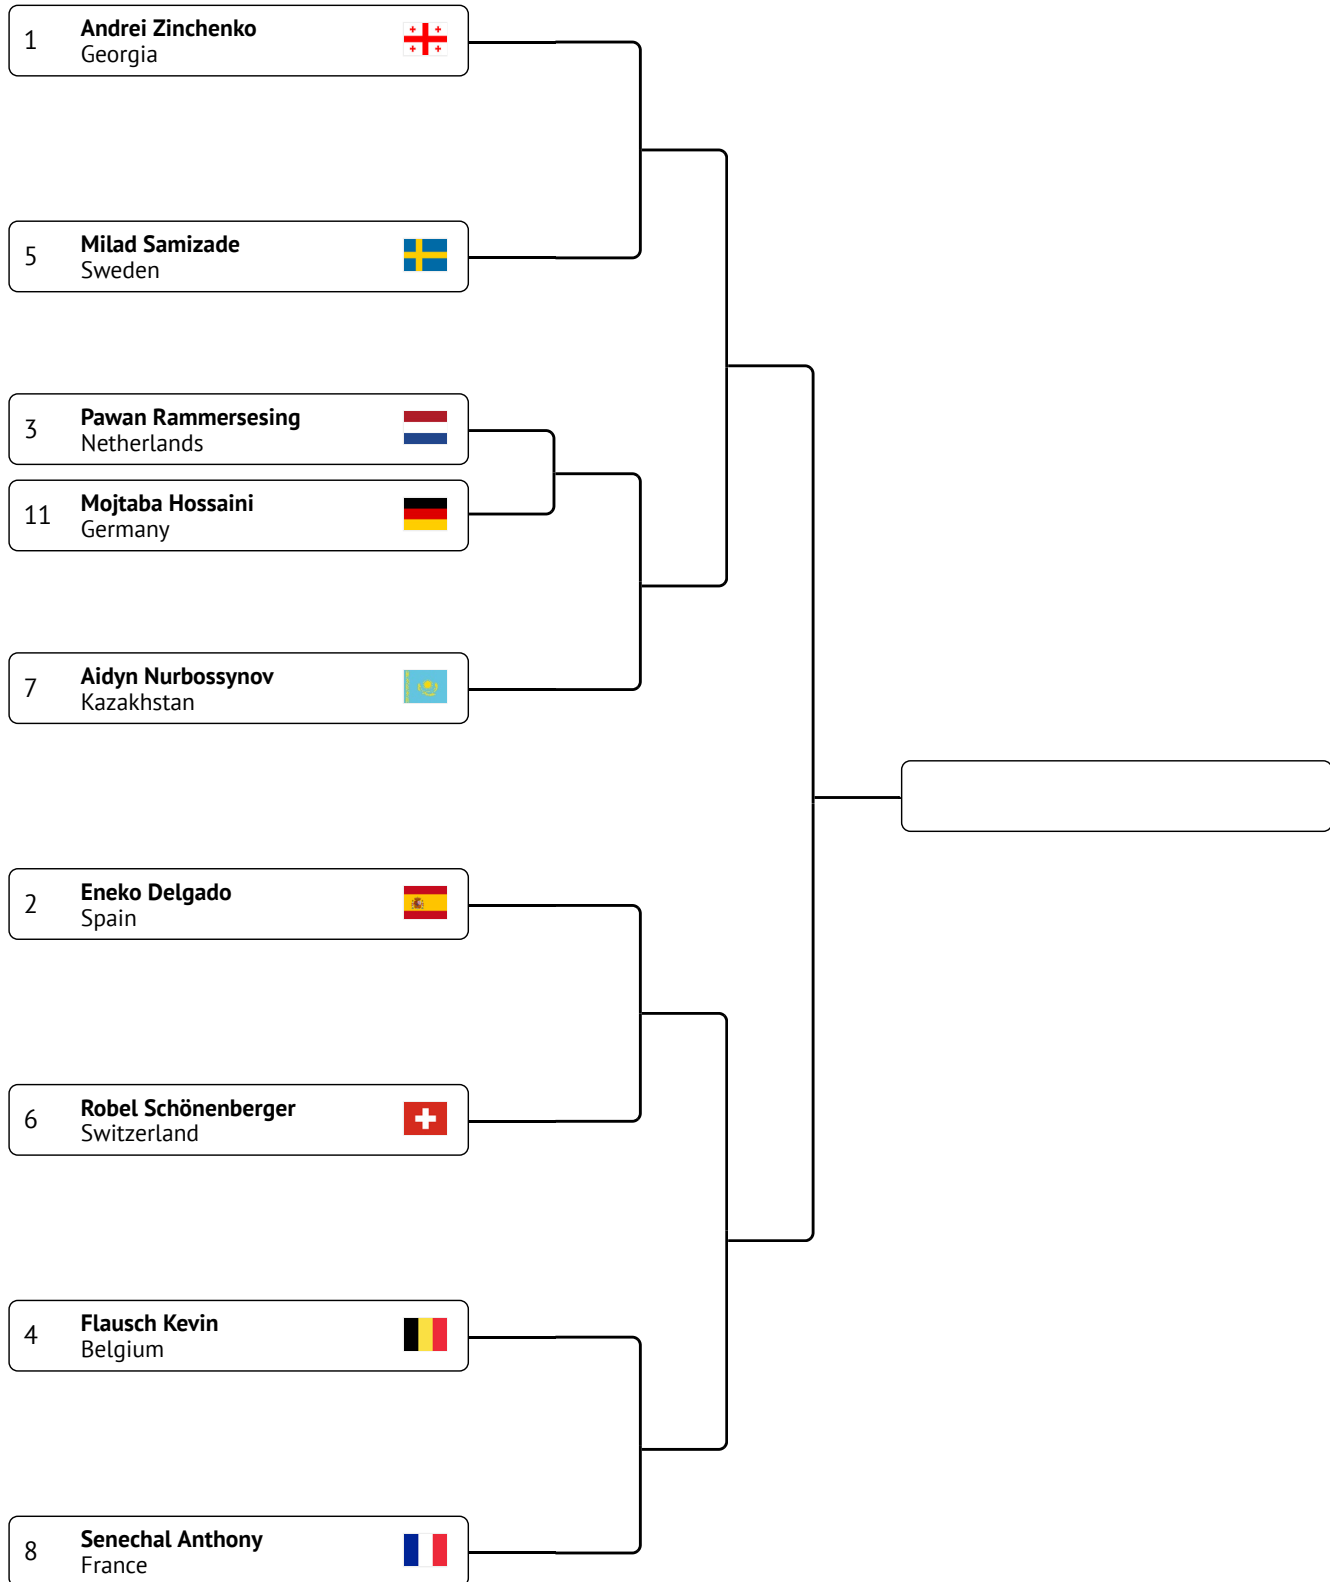 1
Andrei Zinchenko
Georgia
5
Milad Samizade
Sweden
3
Pawan Rammersesing
Netherlands
11
Mojtaba Hossaini
Germany
7
Aidyn Nurbossynov
Kazakhstan
2
Eneko Delgado
Spain
6
Robel Schönenberger
Switzerland
4
Flausch Kevin
Belgium
8
Senechal Anthony
France